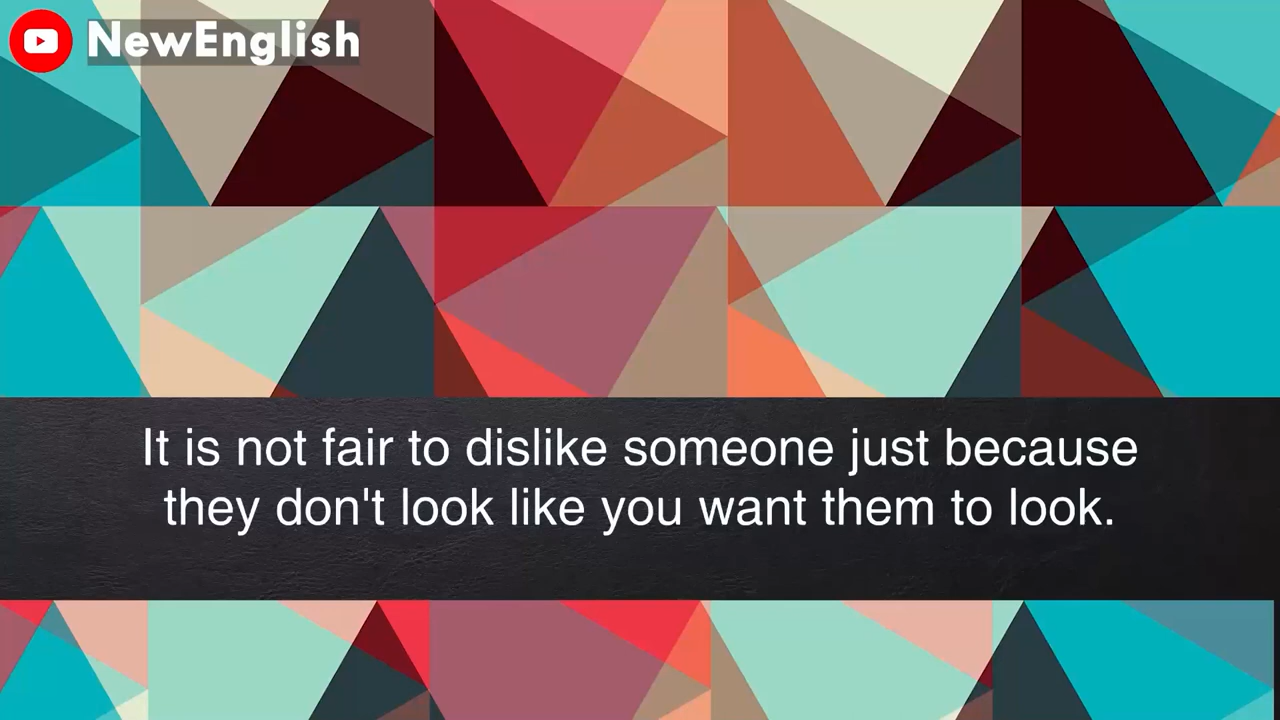 NewEnglish
It is not fair to dislike someone just because
they don't look like you want them to look.